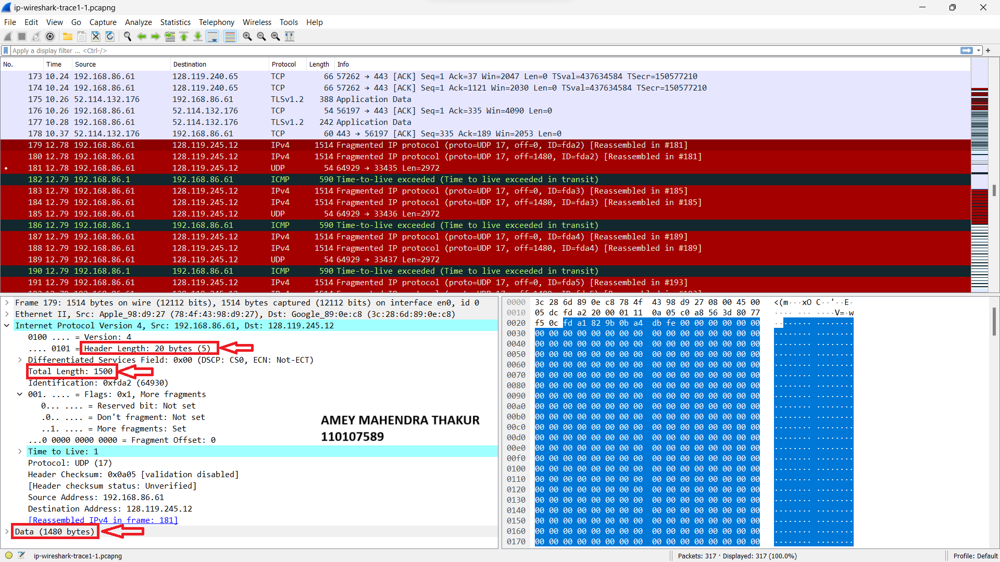 ip-wireshark-trace1-1.pcapng
File Edit View Go Capture Analyze Statistics Telephony Wireless Tools Help
Apply a display filter ... <Ctrl-/>
No. Time Source Destination Protocol Length Info
173 10.24 192.168.86.61 128.119.240.65 TCP 66 57262 → 443 [ACK] Seq=1 Ack=37 Win=2047 Len=0 TSval=437634584 TSecr=150577210
174 10.24 192.168.86.61 128.119.240.65 TCP 66 57262 → 443 [ACK] Seq=1 Ack=1121 Win=2030 Len=0 TSval=437634584 TSecr=150577210
175 10.26 52.114.132.176 192.168.86.61 TLSv1.2 388 Application Data
176 10.26 192.168.86.61 52.114.132.176 TCP 54 56197 → 443 [ACK] Seq=1 Ack=335 Win=4090 Len=0
177 10.28 192.168.86.61 52.114.132.176 TLSv1.2 242 Application Data
178 10.37 52.114.132.176 192.168.86.61 TCP 60 443 → 56197 [ACK] Seq=335 Ack=189 Win=2053 Len=0
179 12.78 192.168.86.61 128.119.245.12 IPv4 1514 Fragmented IP protocol (proto=UDP 17, off=0, ID=fda2) [Reassembled in #181]
180 12.78 192.168.86.61 128.119.245.12 IPv4 1514 Fragmented IP protocol (proto=UDP 17, off=1480, ID=fda2) [Reassembled in #181]
181 12.78 192.168.86.61 128.119.245.12 UDP 54 64929 → 33435 Len=2972
182 12.79 192.168.86.1 192.168.86.61 ICMP 590 Time-to-live exceeded (Time to live exceeded in transit)
183 12.79 192.168.86.61 128.119.245.12 IPv4 1514 Fragmented IP protocol (proto=UDP 17, off=0, ID=fda3) [Reassembled in #185]
184 12.79 192.168.86.61 128.119.245.12 IPv4 1514 Fragmented IP protocol (proto=UDP 17, off=1480, ID=fda3) [Reassembled in #185]
185 12.79 192.168.86.61 128.119.245.12 UDP 54 64929 → 33436 Len=2972
186 12.79 192.168.86.1 192.168.86.61 ICMP 590 Time-to-live exceeded (Time to live exceeded in transit)
187 12.79 192.168.86.61 128.119.245.12 IPv4 1514 Fragmented IP protocol (proto=UDP 17, off=0, ID=fda4) [Reassembled in #189]
188 12.79 192.168.86.61 128.119.245.12 IPv4 1514 Fragmented IP protocol (proto=UDP 17, off=1480, ID=fda4) [Reassembled in #189]
189 12.79 192.168.86.61 128.119.245.12 UDP 54 64929 → 33437 Len=2972
190 12.79 192.168.86.1 192.168.86.61 ICMP 590 Time-to-live exceeded (Time to live exceeded in transit)
191 12.79 192.168.86.61 128.119.245.12 IPv4 1514 Fragmented IP protocol (proto=UDP 17, off=0, ID=fda5) [Reassembled in #193]
Frame 179: 1514 bytes on wire (12112 bits), 1514 bytes captured (12112 bits) on interface en0, id 0
Ethernet II, Src: Apple_98:d9:27 (78:4f:43:98:d9:27), Dst: Google_89:0e:c8 (3c:28:6d:89:0e:c8)
Internet Protocol Version 4, Src: 192.168.86.61, Dst: 128.119.245.12
0100 .... = Version: 4
.... 0101 = Header Length: 20 bytes (5)
Differentiated Services Field: 0x00 (DSCP: CS0, ECN: Not-ECT)
Total Length: 1500
Identification: 0xfda2 (64930)
001. .... = Flags: 0x1, More fragments
0... .... = Reserved bit: Not set
.0.. .... = Don't fragment: Not set
..1. .... = More fragments: Set
...0 0000 0000 0000 = Fragment Offset: 0
Time to Live: 1
Protocol: UDP (17)
Header Checksum: 0x0a05 [validation disabled]
[Header checksum status: Unverified]
Source Address: 192.168.86.61
Destination Address: 128.119.245.12
[Reassembled IPv4 in frame: 181]
Data (1480 bytes)
AMEY MAHENDRA THAKUR
110107589
0000 3c 28 6d 89 0e c8 78 4f 43 98 d9 27 08 00 45 00 <(m···xO C··'··E·
0010 05 dc fd a2 20 00 01 11 0a 05 c0 a8 56 3d 80 77 ···· ··· ····V=·w
0020 f5 0c fd a1 82 9b 0b a4 db fe 00 00 00 00 00 00 ········ ········
0030 00 00 00 00 00 00 00 00 00 00 00 00 00 00 00 00 ········ ········
0040 00 00 00 00 00 00 00 00 00 00 00 00 00 00 00 00 ········ ········
0050 00 00 00 00 00 00 00 00 00 00 00 00 00 00 00 00 ········ ········
0060 00 00 00 00 00 00 00 00 00 00 00 00 00 00 00 00 ········ ········
0070 00 00 00 00 00 00 00 00 00 00 00 00 00 00 00 00 ········ ········
0080 00 00 00 00 00 00 00 00 00 00 00 00 00 00 00 00 ········ ········
0090 00 00 00 00 00 00 00 00 00 00 00 00 00 00 00 00 ········ ········
00a0 00 00 00 00 00 00 00 00 00 00 00 00 00 00 00 00 ········ ········
00b0 00 00 00 00 00 00 00 00 00 00 00 00 00 00 00 00 ········ ········
00c0 00 00 00 00 00 00 00 00 00 00 00 00 00 00 00 00 ········ ········
00d0 00 00 00 00 00 00 00 00 00 00 00 00 00 00 00 00 ········ ········
00e0 00 00 00 00 00 00 00 00 00 00 00 00 00 00 00 00 ········ ········
00f0 00 00 00 00 00 00 00 00 00 00 00 00 00 00 00 00 ········ ········
0100 00 00 00 00 00 00 00 00 00 00 00 00 00 00 00 00 ········ ········
0110 00 00 00 00 00 00 00 00 00 00 00 00 00 00 00 00 ········ ········
0120 00 00 00 00 00 00 00 00 00 00 00 00 00 00 00 00 ········ ········
0130 00 00 00 00 00 00 00 00 00 00 00 00 00 00 00 00 ········ ········
0140 00 00 00 00 00 00 00 00 00 00 00 00 00 00 00 00 ········ ········
0150 00 00 00 00 00 00 00 00 00 00 00 00 00 00 00 00 ········ ········
0160 00 00 00 00 00 00 00 00 00 00 00 00 00 00 00 00 ········ ········
0170 00 00 00 00 00 00 00 00 00 00 00 00 00 00 00 00 ········ ········
ip-wireshark-trace1-1.pcapng Packets: 317 · Displayed: 317 (100.0%) Profile: Default